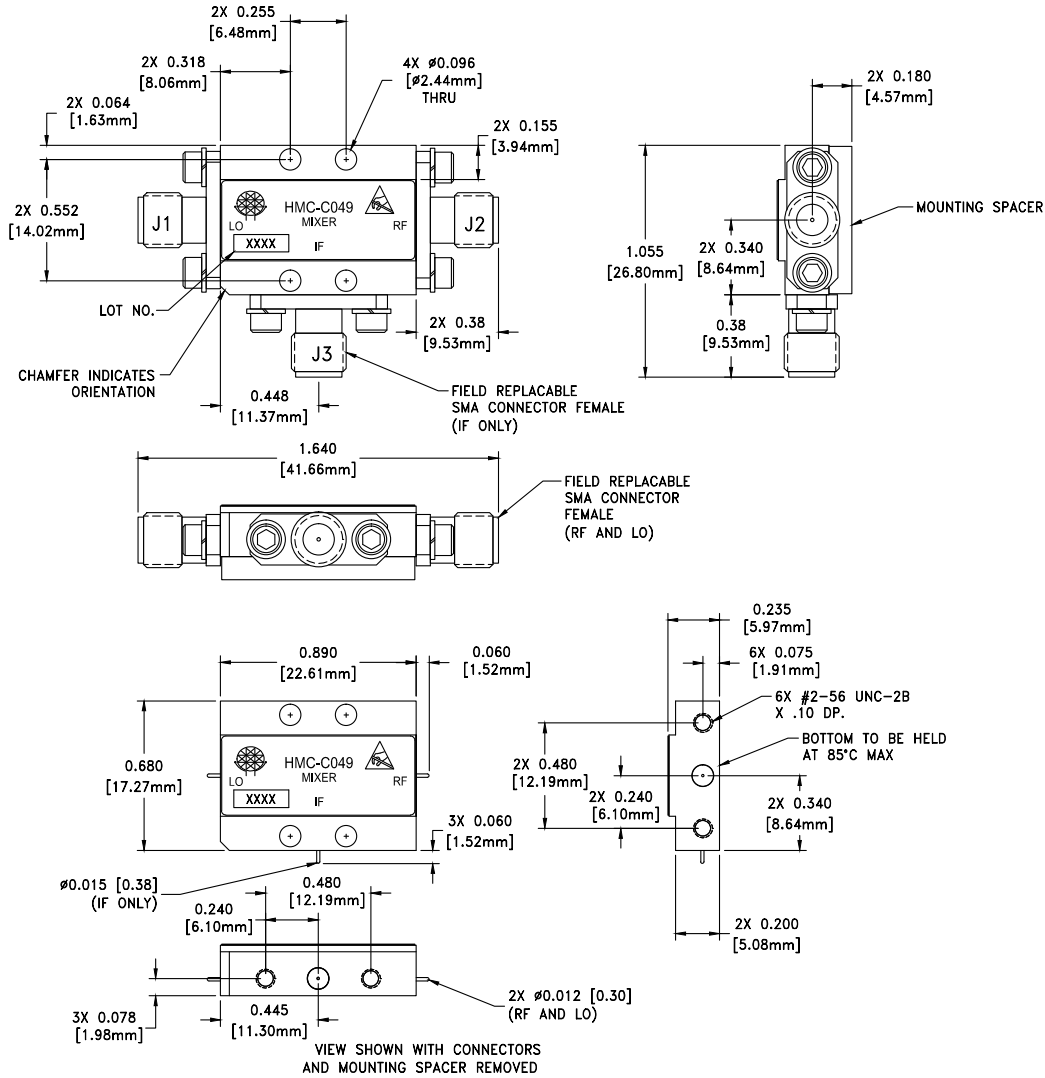 2X 0.255
[6.48mm]
2X 0.318
[8.06mm]
4X ø0.096
[ø2.44mm]
THRU
2X 0.064
[1.63mm]
2X 0.155
[3.94mm]
2X 0.552
[14.02mm]
J1
HMC-C049
MIXER
LO
RF
XXXX
IF
J2
LOT NO.
2X 0.38
[9.53mm]
J3
CHAMFER INDICATES
ORIENTATION
0.448
[11.37mm]
FIELD REPLACABLE
SMA CONNECTOR FEMALE
(IF ONLY)
2X 0.180
[4.57mm]
MOUNTING SPACER
1.055
[26.80mm]
2X 0.340
[8.64mm]
0.38
[9.53mm]
1.640
[41.66mm]
FIELD REPLACABLE
SMA CONNECTOR
FEMALE
(RF AND LO)
0.890
[22.61mm]
0.060
[1.52mm]
0.680
[17.27mm]
HMC-C049
MIXER
LO
RF
XXXX
IF
3X 0.060
[1.52mm]
ø0.015 [0.38]
(IF ONLY)
0.480
[12.19mm]
0.240
[6.10mm]
3X 0.078
[1.98mm]
0.445
[11.30mm]
2X ø0.012 [0.30]
(RF AND LO)
0.235
[5.97mm]
6X 0.075
[1.91mm]
6X #2-56 UNC-2B
X .10 DP.
BOTTOM TO BE HELD
AT 85°C MAX
2X 0.480
[12.19mm]
2X 0.240
[6.10mm]
2X 0.340
[8.64mm]
2X 0.200
[5.08mm]
VIEW SHOWN WITH CONNECTORS
AND MOUNTING SPACER REMOVED